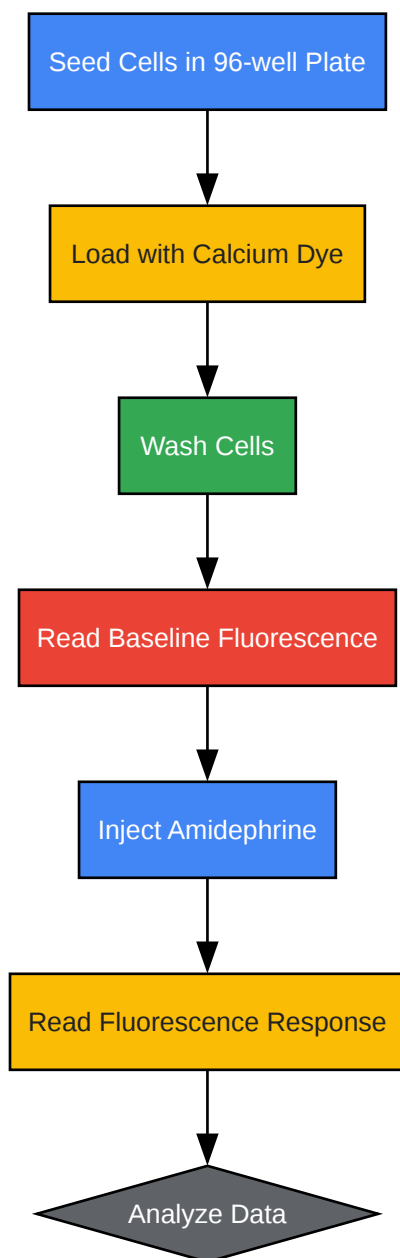 Seed Cells in 96-well Plate
Load with Calcium Dye
Wash Cells
Read Baseline Fluorescence
Inject Amidephrine
Read Fluorescence Response
Analyze Data